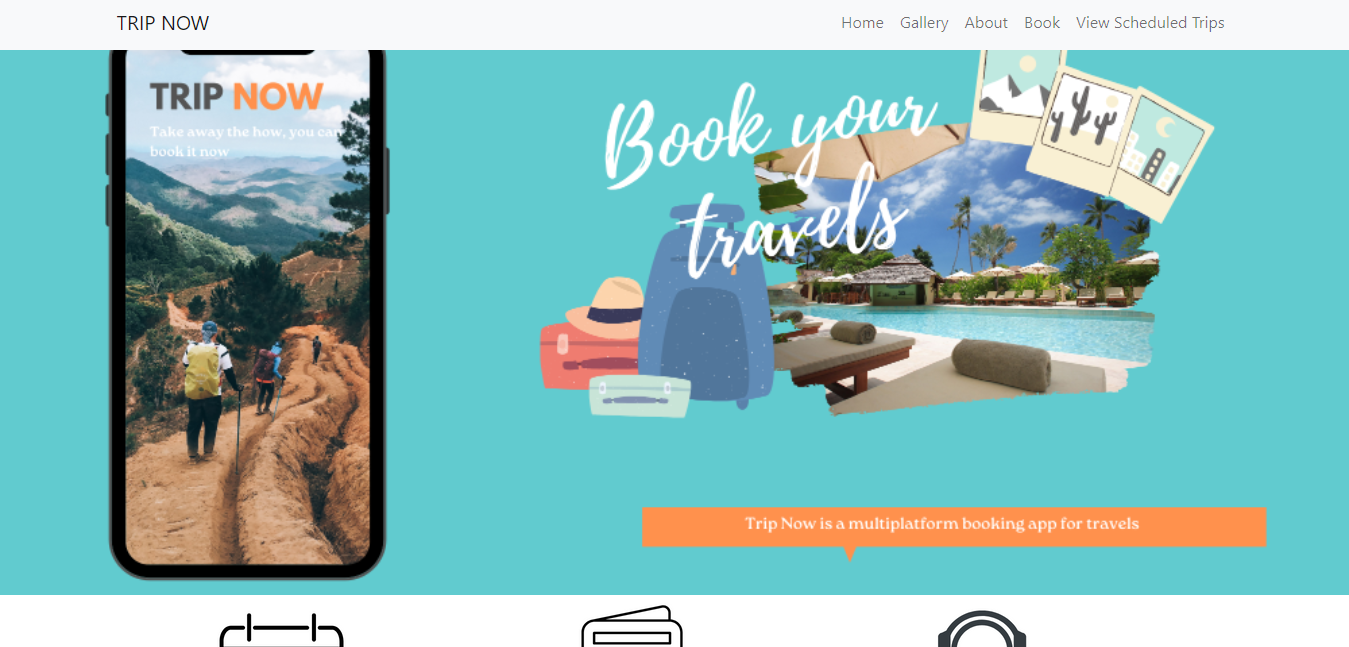 TRIP NOW
Home Gallery About Book View Scheduled Trips
TRIP NOW
Take away the how, you can
book it now
Book your
travels
Trip Now is a multiplatform booking app for travels